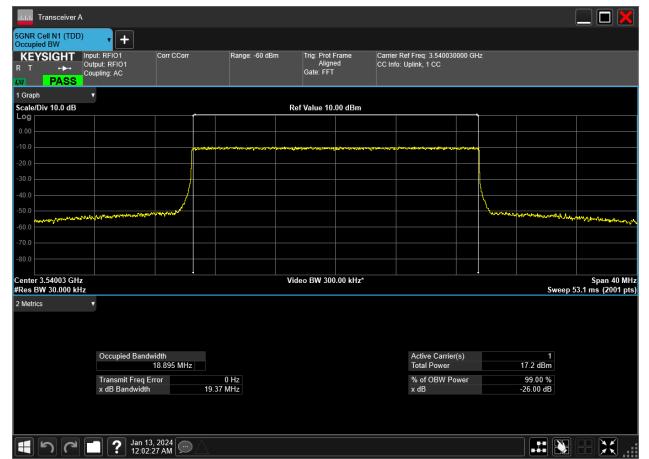 Transceiver A
5GNR Cell N1 (TDD)
Occupied BW
KEYSIGHT
R T
LW PASS
Input: RFIO1
Output: RFIO1
Coupling: AC
Corr CCorr
Range: -60 dBm
Trig: Prot Frame
Aligned
Gate: FFT
Carrier Ref Freq: 3.540030000 GHz
CC Info: Uplink, 1 CC
1 Graph
Scale/Div 10.0 dB
Ref Value 10.00 dBm
Log
0.00
-10.0
-20.0
-30.0
-40.0
-50.0
-60.0
-70.0
-80.0
Center 3.54003 GHz
Video BW 300.00 kHz*
Span 40 MHz
#Res BW 30.000 kHz
Sweep 53.1 ms (2001 pts)
2 Metrics
Occupied Bandwidth
18.895 MHz
Transmit Freq Error 0 Hz
x dB Bandwidth 19.37 MHz
Active Carrier(s) 1
Total Power 17.2 dBm
% of OBW Power 99.00 %
x dB -26.00 dB
Jan 13, 2024
12:02:27 AM